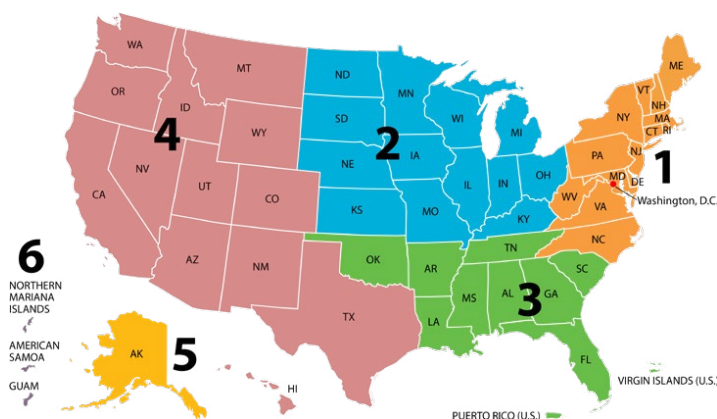 WA
MT
ND
MN
ME
VT
NH
OR
ID
SD
WI
MI
NY
MA
CT
RI
WY
4
2
1
IA
PA
NJ
NE
NV
UT
IL
IN
OH
MD
DE
WV
Washington, D.C.
CA
CO
KS
MO
KY
VA
NC
6
NORTHERN
MARIANA
ISLANDS
AZ
NM
OK
AR
TN
SC
TX
MS
AL
3
GA
LA
AMERICAN
SAMOA
AK
5
FL
GUAM
HI
VIRGIN ISLANDS (U.S.)
PUERTO RICO (U.S.)